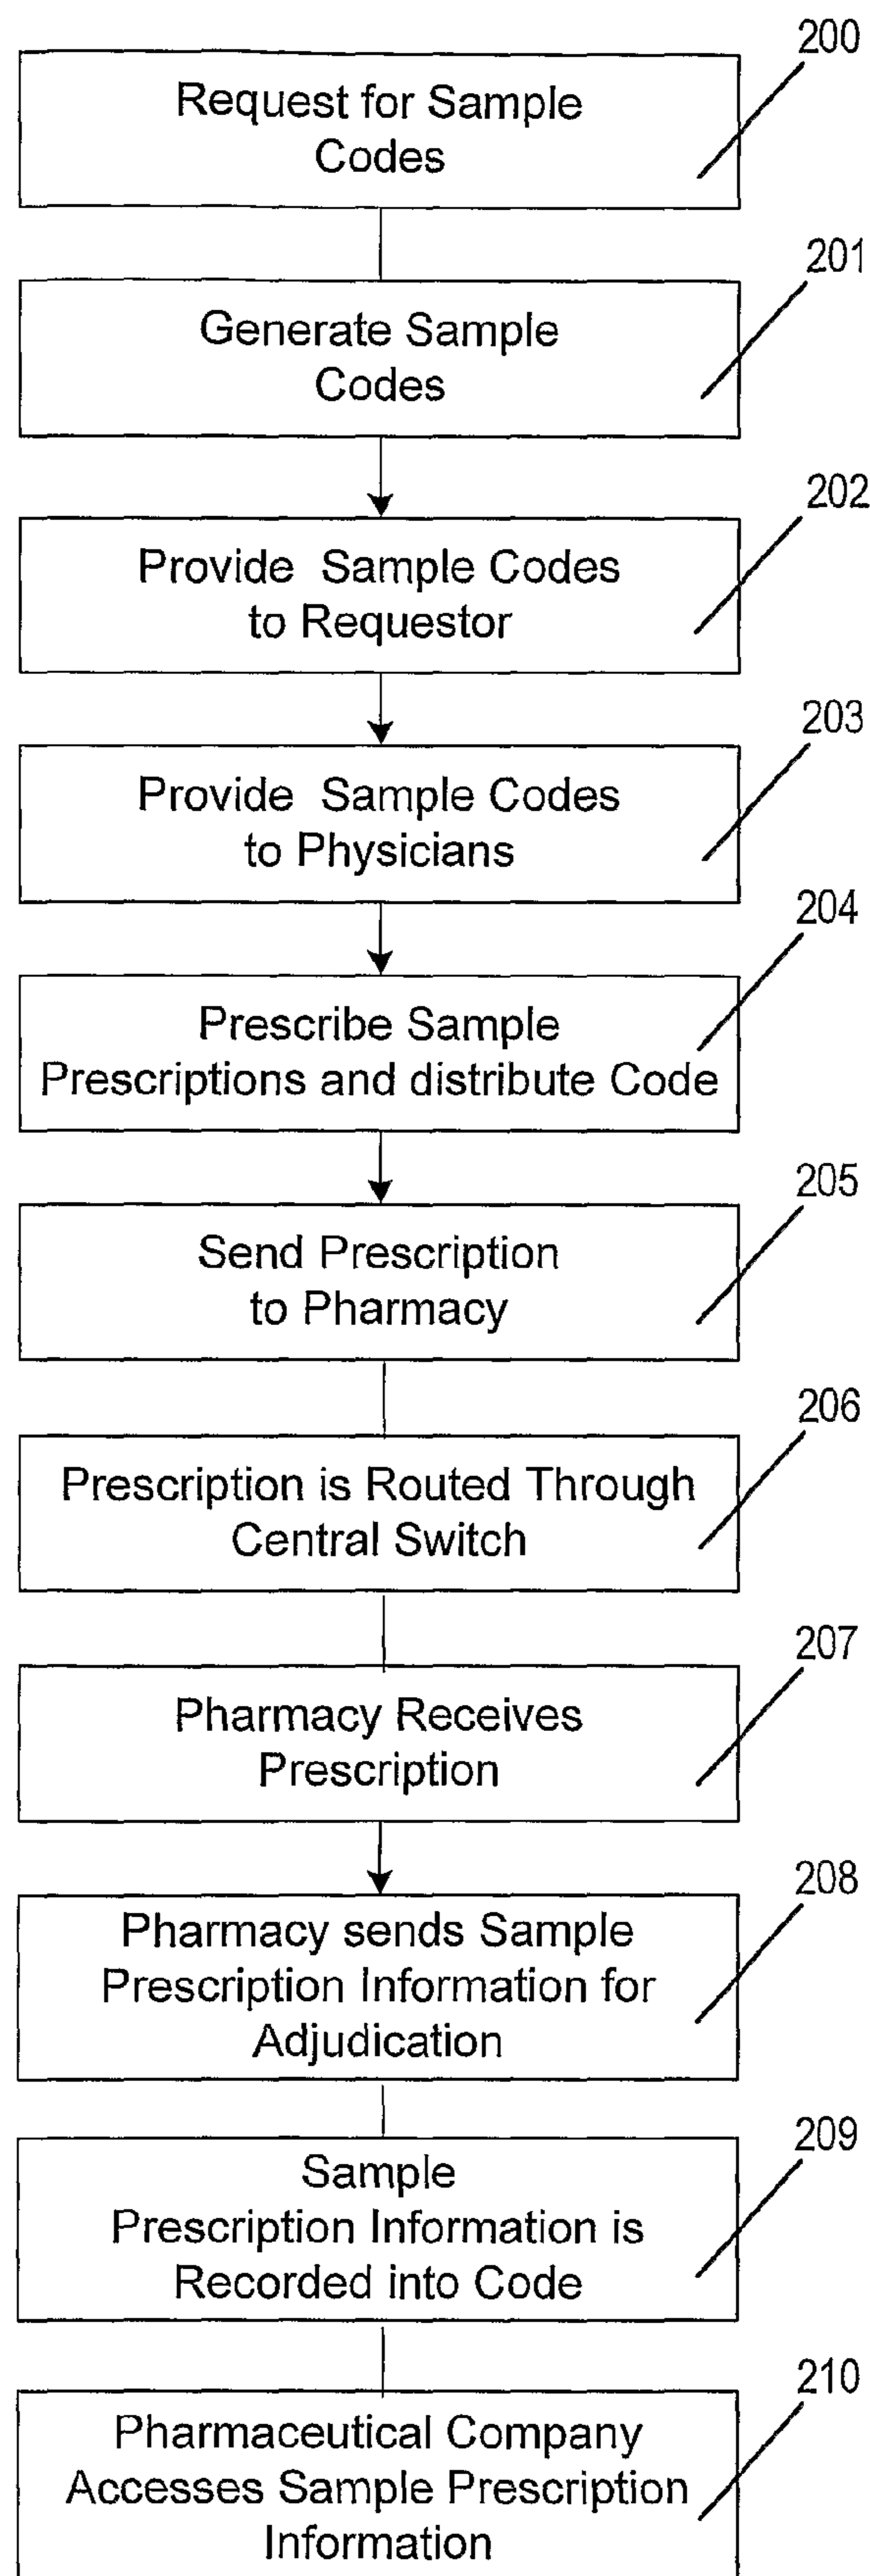 200
Request for Sample
Codes
201
Generate Sample
Codes
202
Provide Sample Codes
to Requestor
203
Provide Sample Codes
to Physicians
204
Prescribe Sample
Prescriptions and distribute Code
205
Send Prescription
to Pharmacy
206
Prescription is Routed Through
Central Switch
207
Pharmacy Receives
Prescription
208
Pharmacy sends Sample
Prescription Information for
Adjudication
209
Sample
Prescription Information is
Recorded into Code
210
Pharmaceutical Company
Accesses Sample Prescription
Information